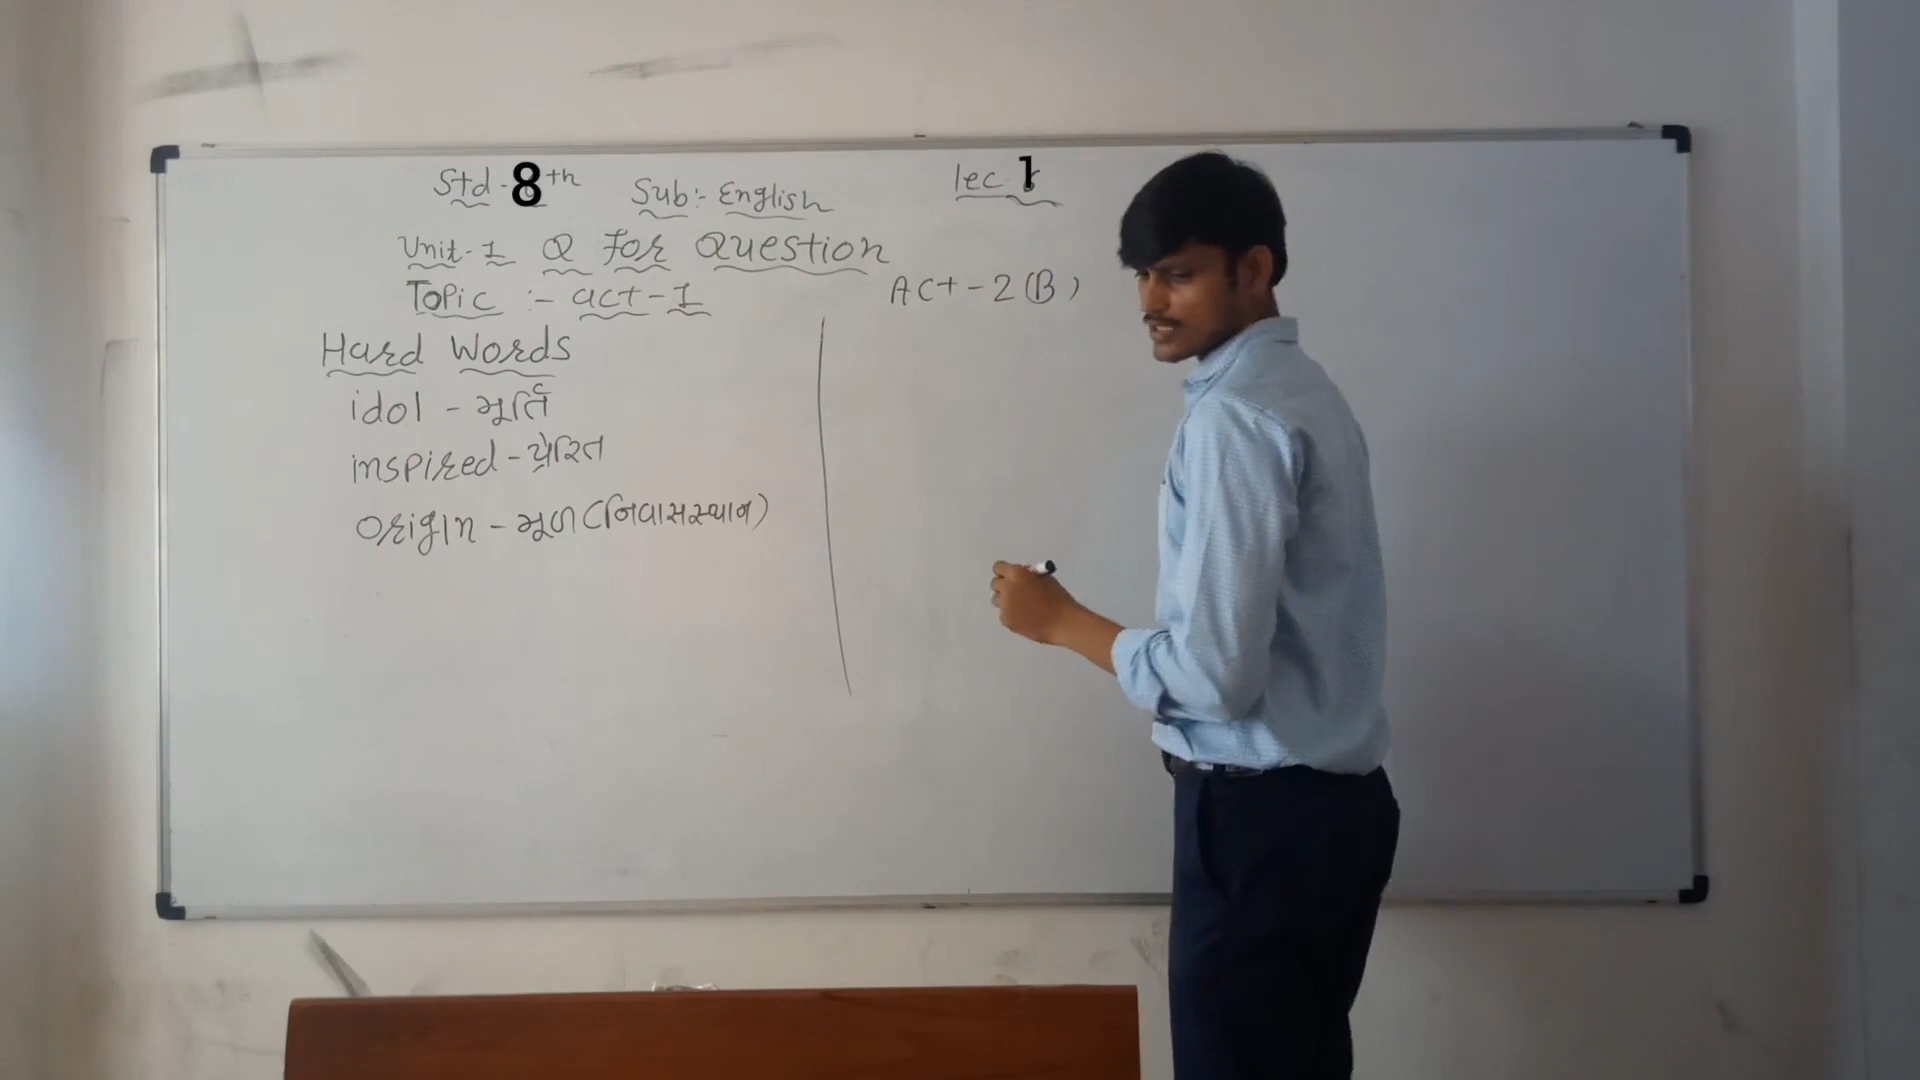 Std - 8th Sub:- English lec 1
Unit-1 Q For Question
Topic :- act-1
Act-2(B)
Hard Words
idol - મૂર્તિ
inspired - પ્રેરિત
origin - મૂળ (નિવાસસ્થાન)